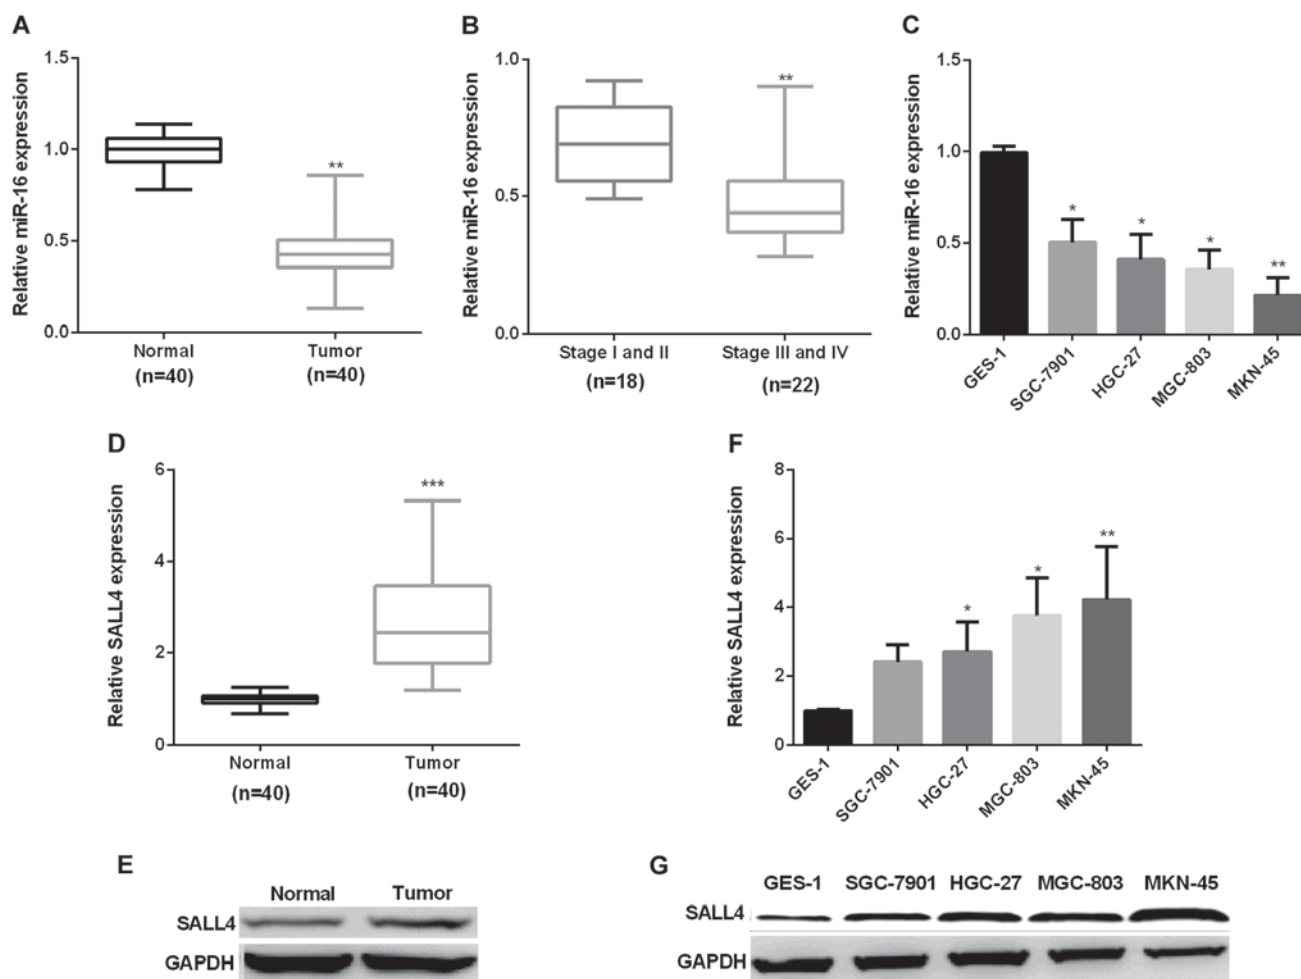 A
Relative miR-16 expression
1.5
1.0
0.5
0.0
**
Normal
Tumor
(n=40)
(n=40)
B
Relative miR-16 expression
1.0
0.5
0.0
**
Stage I and II
Stage III and IV
(n=18)
(n=22)
C
Relative miR-16 expression
1.5
1.0
0.5
0.0
*
*
*
**
GES-1
SGC-7901
HGC-27
MGC-803
MKN-45
D
Relative SALL4 expression
6
4
2
0
***
Normal
Tumor
(n=40)
(n=40)
F
Relative SALL4 expression
8
6
4
2
0
*
*
**
GES-1
SGC-7901
HGC-27
MGC-803
MKN-45
E
Normal
Tumor
SALL4
GAPDH
G
GES-1 SGC-7901 HGC-27 MGC-803 MKN-45
SALL4
GAPDH